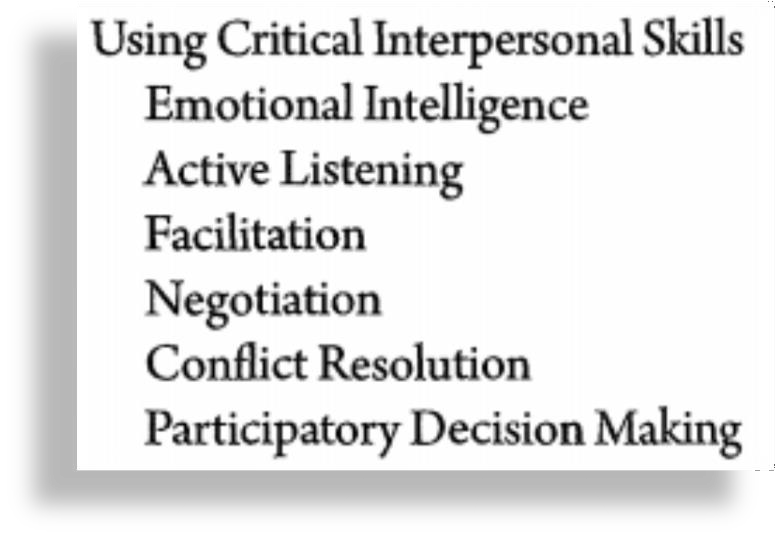 Using Critical Interpersonal Skills
Emotional Intelligence
Active Listening
Facilitation
Negotiation
Conflict Resolution
Participatory Decision Making